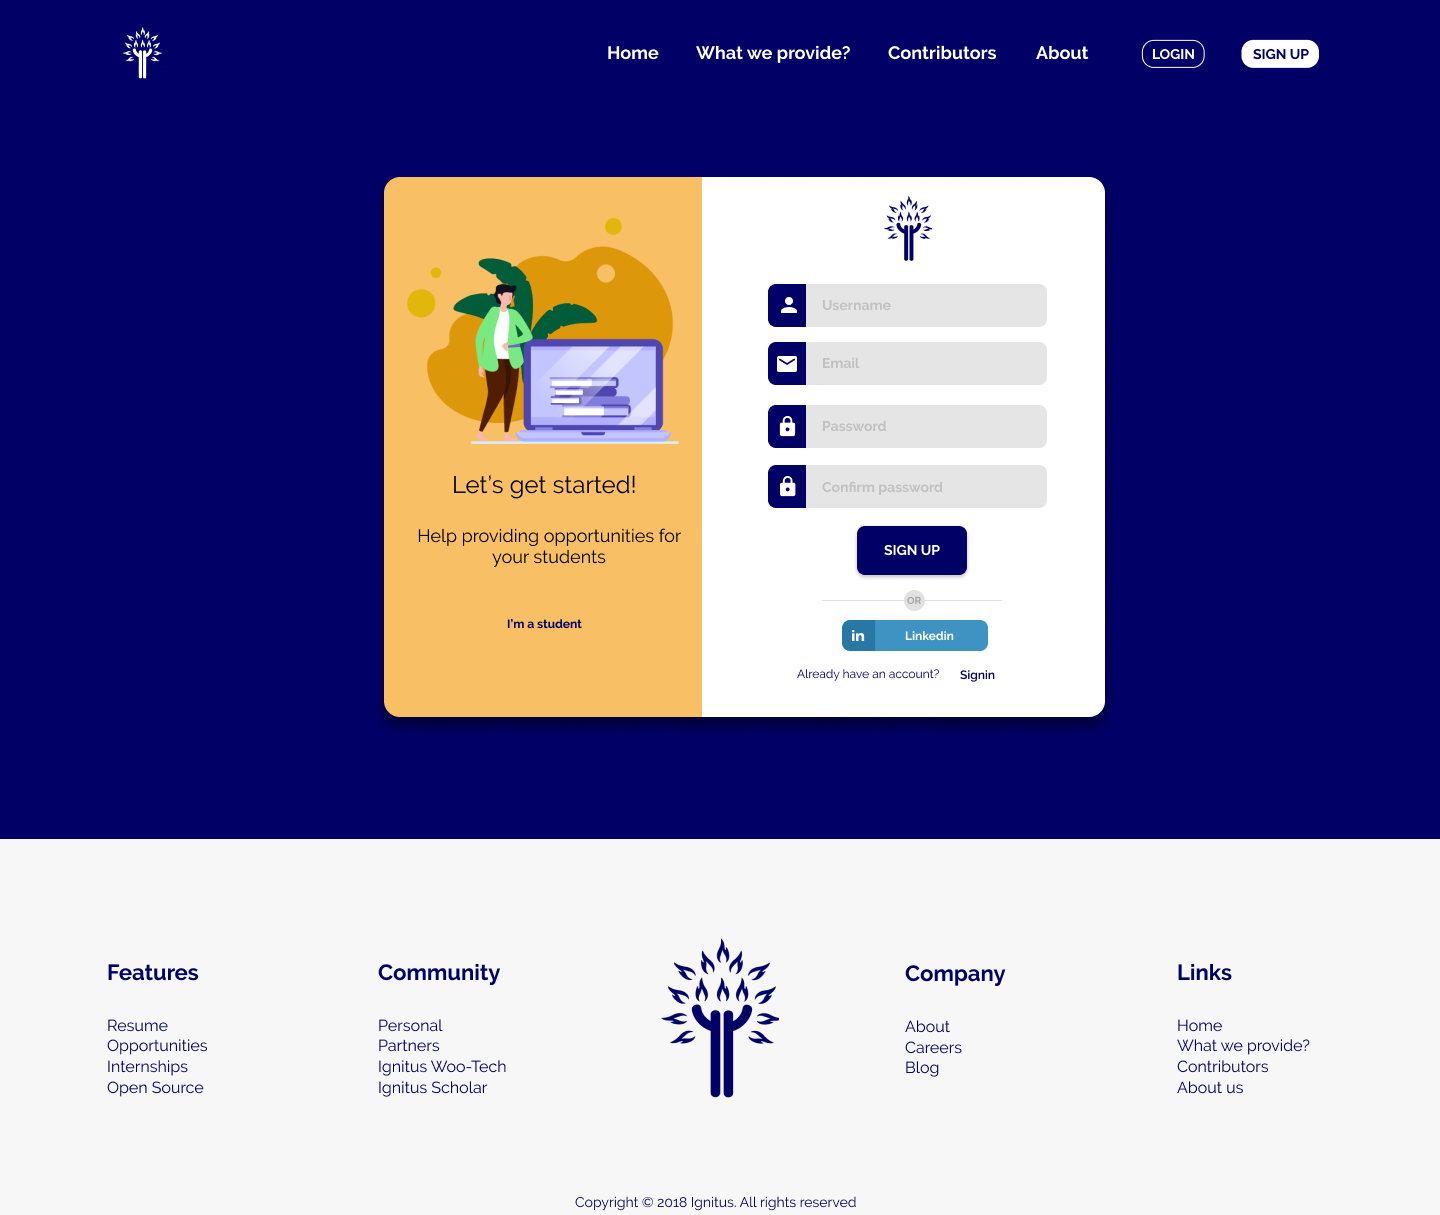 Home
What we provide?
Contributors
About
LOGIN
SIGN UP
Let's get started!
Help providing opportunities for
your students
I'm a student
Username
Email
Password
Confirm password
SIGN UP
OR
in
Linkedin
Already have an account?
Signin
Features
Resume
Opportunities
Internships
Open Source
Community
Personal
Partners
Ignitus Woo-Tech
Ignitus Scholar
Company
About
Careers
Blog
Links
Home
What we provide?
Contributors
About us
Copyright © 2018 Ignitus. All rights reserved